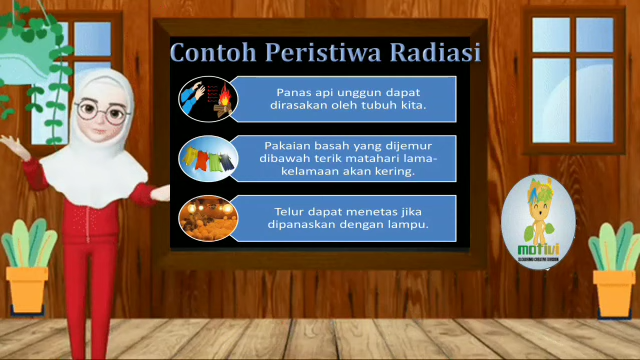 Contoh Peristiwa Radiasi
Panas api unggun dapat
dirasakan oleh tubuh kita.
Pakaian basah yang dijemur
dibawah terik matahari lama-
kelamaan akan kering.
Telur dapat menetas jika
dipanaskan dengan lampu.
motivi